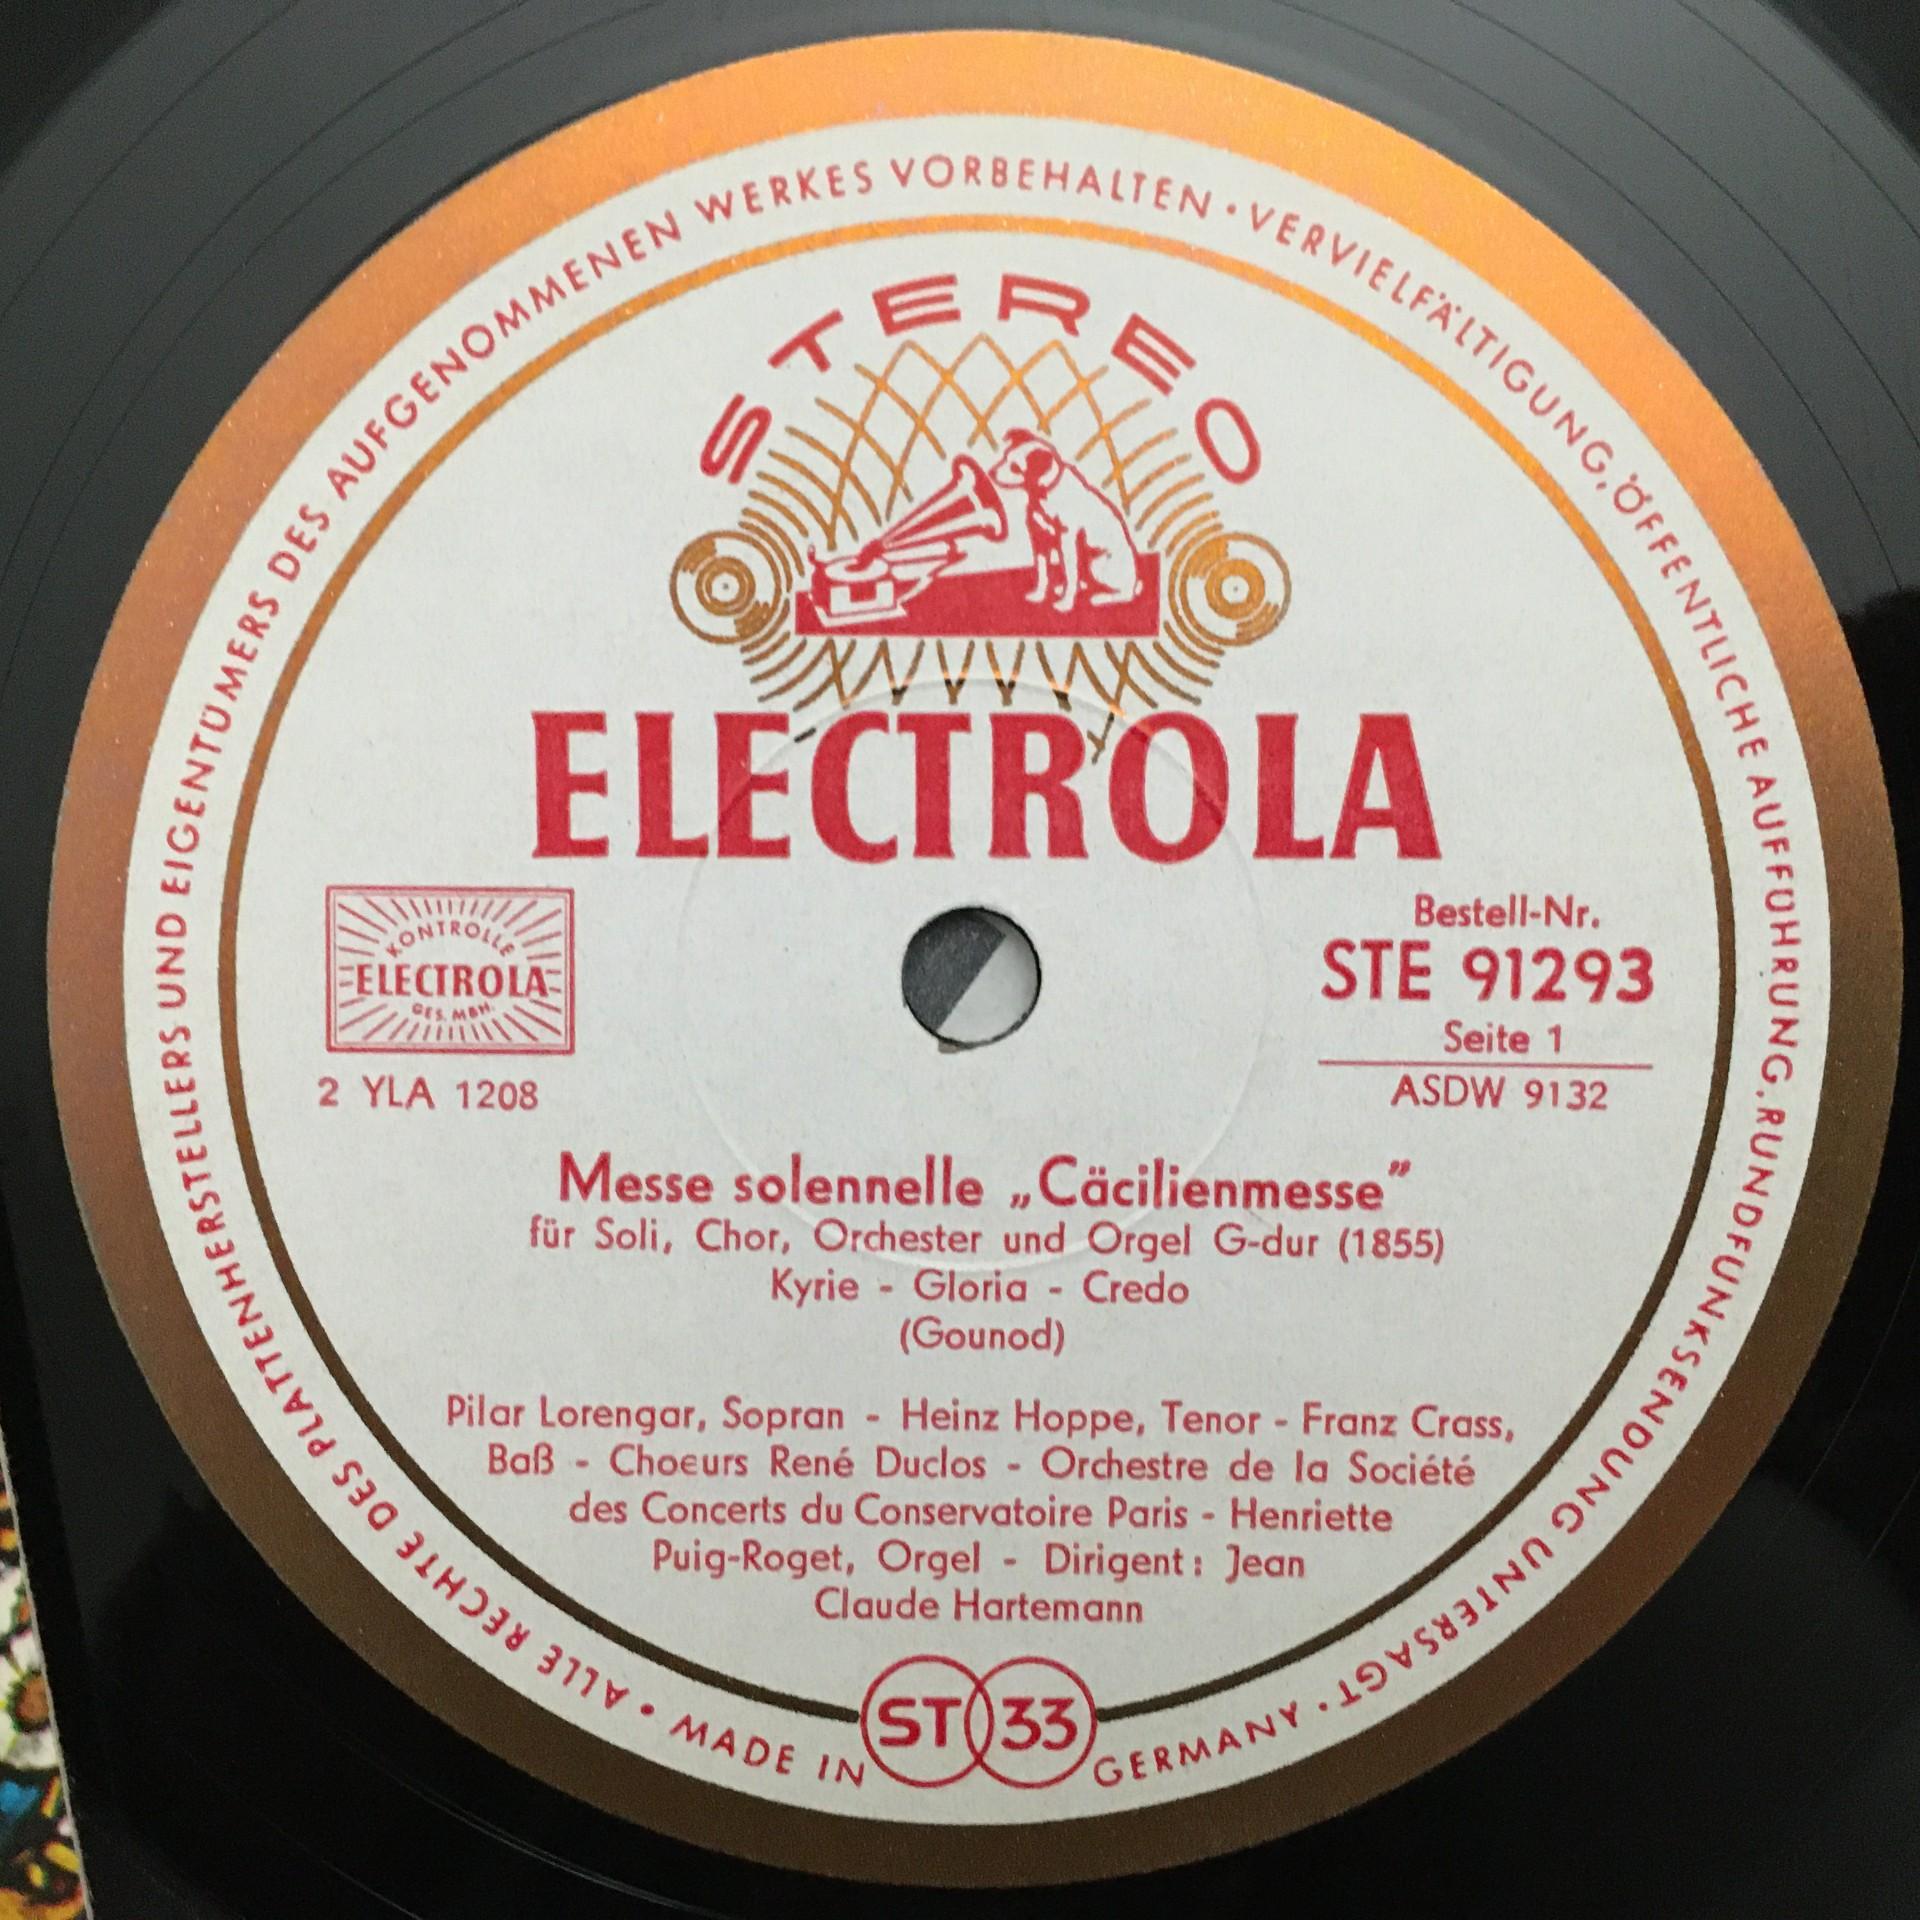 ALLE RECHTE DES PLATTENHERSTELLERS UND EIGENTÜMERS DES AUFGENOMMENEN WERKES VORBEHALTEN · VERVIELFÄLTIGUNG, ÖFFENTLICHE AUFFÜHRUNG, RUNDFUNKSENDUNG UNTERSAGT ·
STEREO
ELECTROLA
KONTROLLE
ELECTROLA
GES. MBH.
2 YLA 1208
Bestell-Nr.
STE 91293
Seite 1
ASDW 9132
Messe solennelle „Cäcilienmesse”
für Soli, Chor, Orchester und Orgel G-dur (1855)
Kyrie - Gloria - Credo
(Gounod)
Pilar Lorengar, Sopran - Heinz Hoppe, Tenor - Franz Crass,
Baß - Choeurs René Duclos - Orchestre de la Société
des Concerts du Conservatoire Paris - Henriette
Puig-Roget, Orgel - Dirigent: Jean
Claude Hartemann
ST 33
MADE IN GERMANY ·